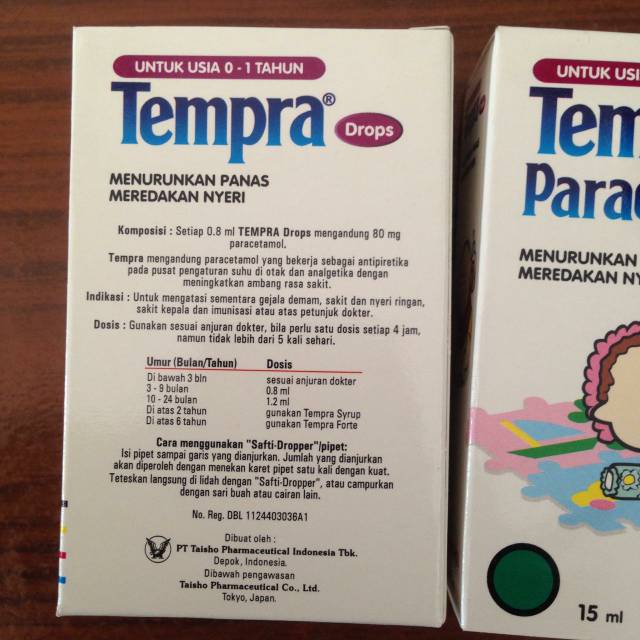 UNTUK USIA 0 - 1 TAHUN
Tempra® Drops
MENURUNKAN PANAS
MEREDAKAN NYERI
Komposisi : Setiap 0.8 ml TEMPRA Drops mengandung 80 mg
paracetamol.
Tempra mengandung paracetamol yang bekerja sebagai antipiretika
pada pusat pengaturan suhu di otak dan analgetika dengan
meningkatkan ambang rasa sakit.
Indikasi : Untuk mengatasi sementara gejala demam, sakit dan nyeri ringan,
sakit kepala dan imunisasi atau atas petunjuk dokter.
Dosis : Gunakan sesuai anjuran dokter, bila perlu satu dosis setiap 4 jam,
namun tidak lebih dari 5 kali sehari.
Umur (Bulan/Tahun) Dosis
Di bawah 3 bln sesuai anjuran dokter
3 - 9 bulan 0.8 ml
10 - 24 bulan 1.2 ml
Di atas 2 tahun gunakan Tempra Syrup
Di atas 6 tahun gunakan Tempra Forte
Cara menggunakan "Safti-Dropper"/pipet:
Isi pipet sampai garis yang dianjurkan. Jumlah yang dianjurkan
akan diperoleh dengan menekan karet pipet satu kali dengan kuat.
Teteskan langsung di lidah dengan "Safti-Dropper", atau campurkan
dengan sari buah atau cairan lain.
No. Reg. DBL 1124403036A1
Dibuat oleh :
PT Taisho Pharmaceutical Indonesia Tbk.
Depok, Indonesia.
Dibawah pengawasan
Taisho Pharmaceutical Co., Ltd.
Tokyo, Japan.
UNTUK USI
Tem
Para
MENURUNKAN
MEREDAKAN NY
15 ml